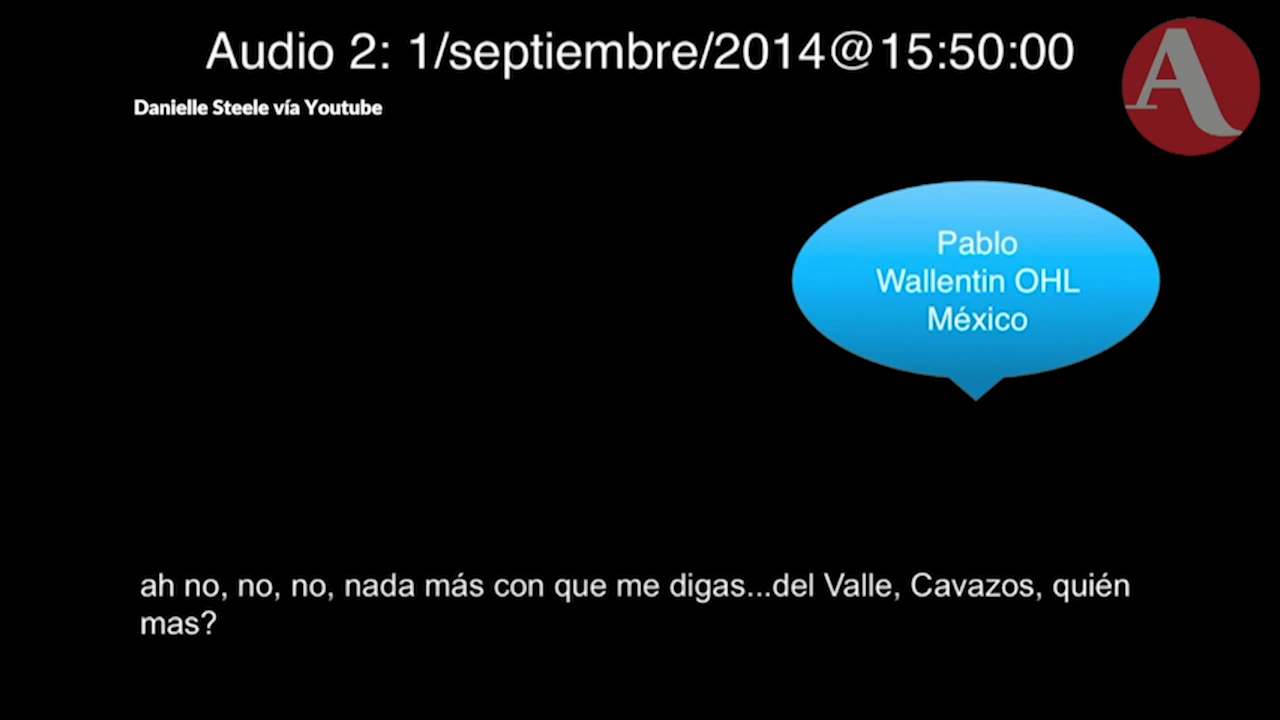 Audio 2: 1/septiembre/2014@15:50:00
Danielle Steele vía Youtube
A
Pablo
Wallentin OHL
México
ah no, no, no, nada más con que me digas...del Valle, Cavazos, quién
mas?